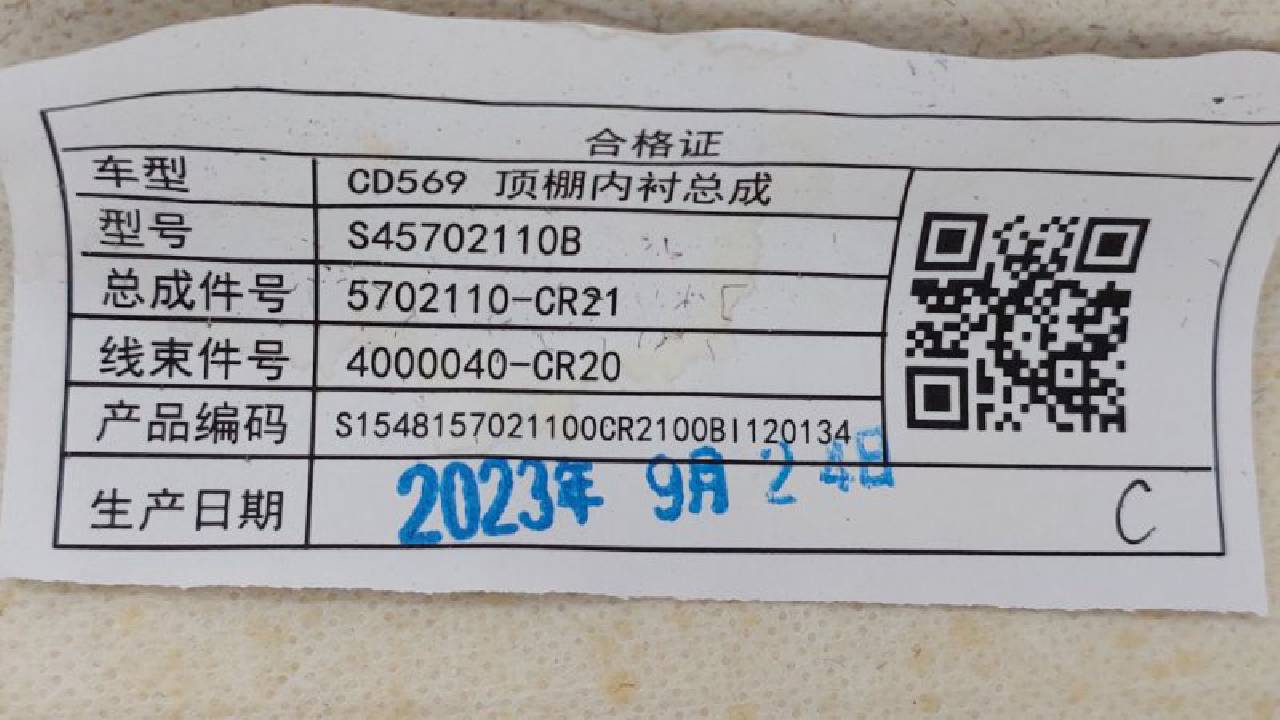 合格证
车型 CD569 顶棚内衬总成
型号 S45702110B
总成件号 5702110-CR21
线束件号 4000040-CR20
产品编码 S1548157021100CR2100BI120134
生产日期 2023年 9月 24日
C